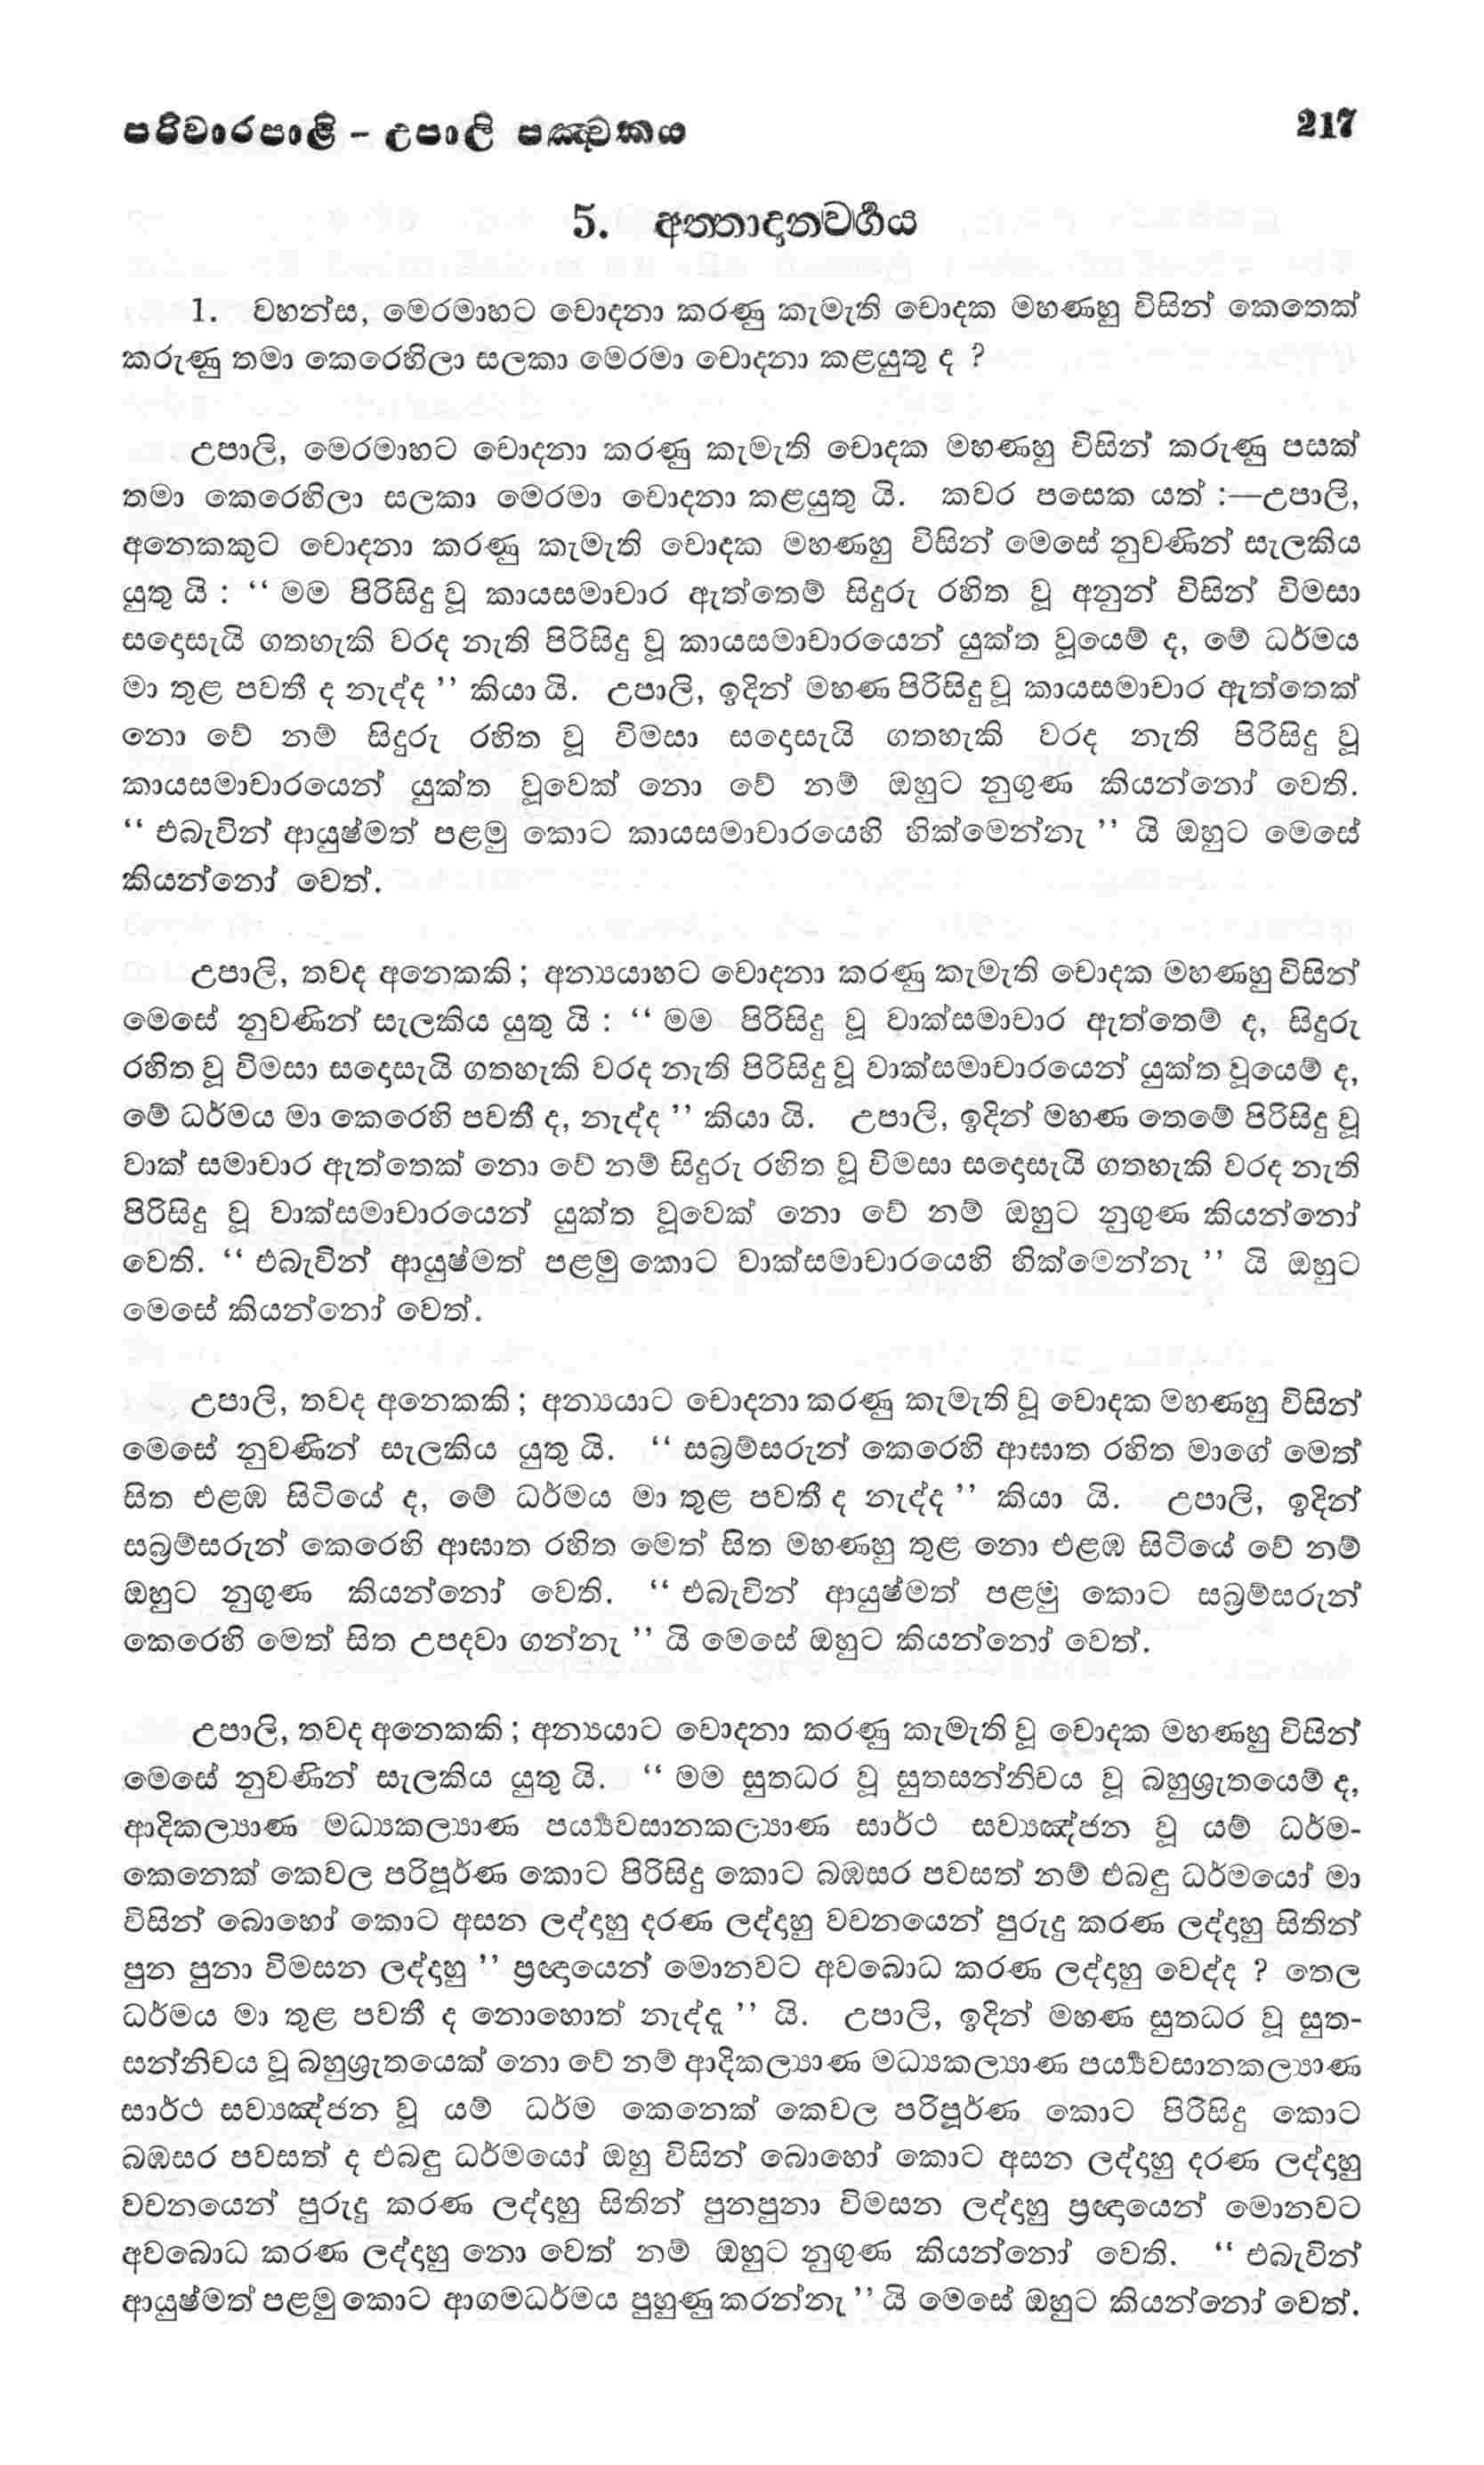 පරිවාරපාළි – උපාලි පඤ්චකය 217
5. අත්තාදානවර්‍ගය
1. වහන්ස, මෙරමාහට චොදනා කරණු කැමැති චොදක මහණහු විසින් කෙතෙක්
කරුණු තමා කෙරෙහිලා සලකා මෙරමා චොදනා කළයුතු ද ?
උපාලි, මෙරමාහට චොදනා කරණු කැමැති චොදක මහණහු විසින් කරුණු පසක්
තමා කෙරෙහිලා සලකා මෙරමා චොදනා කළයුතු යි. කවර පසෙක යත් :—උපාලි,
අනෙකකුට චොදනා කරණු කැමැති චොදක මහණහු විසින් මෙසේ නුවණින් සැලකිය
යුතු යි : “ මම පිරිසිදු වූ කායසමාචාර ඇත්තෙම් සිදුරු රහිත වූ අනුන් විසින් විමසා
සදොසැයි ගතහැකි වරද නැති පිරිසිදු වූ කායසමාචාරයෙන් යුක්ත වූයෙම් ද, මේ ධර්මය
මා තුළ පවතී ද නැද්ද ” කියා යි. උපාලි, ඉදින් මහණ පිරිසිදු වූ කායසමාචාර ඇත්තෙක්
නො වේ නම් සිදුරු රහිත වූ විමසා සදොසැයි ගතහැකි වරද නැති පිරිසිදු වූ
කායසමාචාරයෙන් යුක්ත වූවෙක් නො වේ නම් ඔහුට නුගුණ කියන්නෝ වෙති.
“ එබැවින් ආයුෂ්මත් පළමු කොට කායසමාචාරයෙහි හික්මෙන්නැ ” යි ඔහුට මෙසේ
කියන්නෝ වෙත්.
උපාලි, තවද අනෙකකි ; අන්‍යයාහට චොදනා කරණු කැමැති චොදක මහණහු විසින්
මෙසේ නුවණින් සැලකිය යුතු යි : “ මම පිරිසිදු වූ වාක්සමාචාර ඇත්තෙම් ද, සිදුරු
රහිත වූ විමසා සදොසැයි ගතහැකි වරද නැති පිරිසිදු වූ වාක්සමාචාරයෙන් යුක්ත වූයෙම් ද,
මේ ධර්මය මා කෙරෙහි පවතී ද, නැද්ද ” කියා යි. උපාලි, ඉදින් මහණ තෙමේ පිරිසිදු වූ
වාක් සමාචාර ඇත්තෙක් නො වේ නම් සිදුරු රහිත වූ විමසා සදොසැයි ගතහැකි වරද නැති
පිරිසිදු වූ වාක්සමාචාරයෙන් යුක්ත වූවෙක් නො වේ නම් ඔහුට නුගුණ කියන්නෝ
වෙති. “ එබැවින් ආයුෂ්මත් පළමු කොට වාක්සමාචාරයෙහි හික්මෙන්නැ ” යි ඔහුට
මෙසේ කියන්නෝ වෙත්.
උපාලි, තවද අනෙකකි ; අන්‍යයාට චොදනා කරණු කැමැති වූ චොදක මහණහු විසින්
මෙසේ නුවණින් සැලකිය යුතු යි. “ සබ්‍රම්සරුන් කෙරෙහි ආඝාත රහිත මාගේ මෙත්
සිත එළඹ සිටියේ ද, මේ ධර්මය මා තුළ පවතී ද නැද්ද ” කියා යි. උපාලි, ඉදින්
සබ්‍රම්සරුන් කෙරෙහි ආඝාත රහිත මෙත් සිත මහණහු තුළ නො එළඹ සිටියේ වේ නම්
ඔහුට නුගුණ කියන්නෝ වෙති. “ එබැවින් ආයුෂ්මත් පළමු කොට සබ්‍රම්සරුන්
කෙරෙහි මෙත් සිත උපදවා ගන්නැ ” යි මෙසේ ඔහුට කියන්නෝ වෙත්.
උපාලි, තවද අනෙකකි ; අන්‍යයාට චොදනා කරණු කැමැති වූ චොදක මහණහු විසින්
මෙසේ නුවණින් සැලකිය යුතු යි. “ මම සුතධර වූ සුතසන්නිචය වූ බහුශ්‍රැතයෙම් ද,
ආදිකල්‍යාණ මධ්‍යකල්‍යාණ පර්‍ය්‍යවසානකල්‍යාණ සාර්ථ සව්‍යඤ්ජන වූ යම් ධර්ම-
කෙනෙක් කෙවල පරිපූර්ණ කොට පිරිසිදු කොට බඹසර පවසත් නම් එබඳු ධර්මයෝ මා
විසින් බොහෝ කොට අසන ලද්දහු දරණ ලද්දහු වචනයෙන් පුරුදු කරණ ලද්දහු සිතින්
පුන පුනා විමසන ලද්දහු ” ප්‍රඥයෙන් මොනවට අවබොධ කරණ ලද්දහු වෙද්ද ? තෙල
ධර්මය මා තුළ පවතී ද නොහොත් නැද්දැ ” යි. උපාලි, ඉදින් මහණ සුතධර වූ සුත-
සන්නිචය වූ බහුශ්‍රැතයෙක් නො වේ නම් ආදිකල්‍යාණ මධ්‍යකල්‍යාණ පර්‍ය්‍යවසානකල්‍යාණ
සාර්ථ සව්‍යඤ්ජන වූ යම් ධර්ම කෙනෙක් කෙවල පරිපූර්ණ කොට පිරිසිදු කොට
බඹසර පවසත් ද එබඳු ධර්මයෝ ඔහු විසින් බොහෝ කොට අසන ලද්දහු දරණ ලද්දහු
වචනයෙන් පුරුදු කරණ ලද්දහු සිතින් පුනපුනා විමසන ලද්දහු ප්‍රඥයෙන් මොනවට
අවබොධ කරණ ලද්දහු නො වෙත් නම් ඔහුට නුගුණ කියන්නෝ වෙති. “ එබැවින්
ආයුෂ්මත් පළමු කොට ආගමධර්මය පුහුණු කරන්නැ ” යි මෙසේ ඔහුට කියන්නෝ වෙත්.